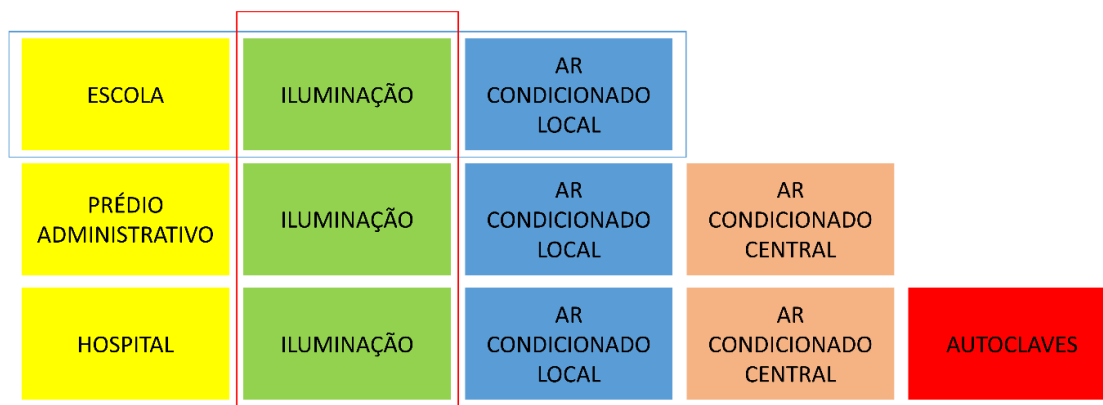 ESCOLA
ILUMINAÇÃO
AR
CONDICIONADO
LOCAL
PRÉDIO
ADMINISTRATIVO
ILUMINAÇÃO
AR
CONDICIONADO
LOCAL
AR
CONDICIONADO
CENTRAL
HOSPITAL
ILUMINAÇÃO
AR
CONDICIONADO
LOCAL
AR
CONDICIONADO
CENTRAL
AUTOCLAVES